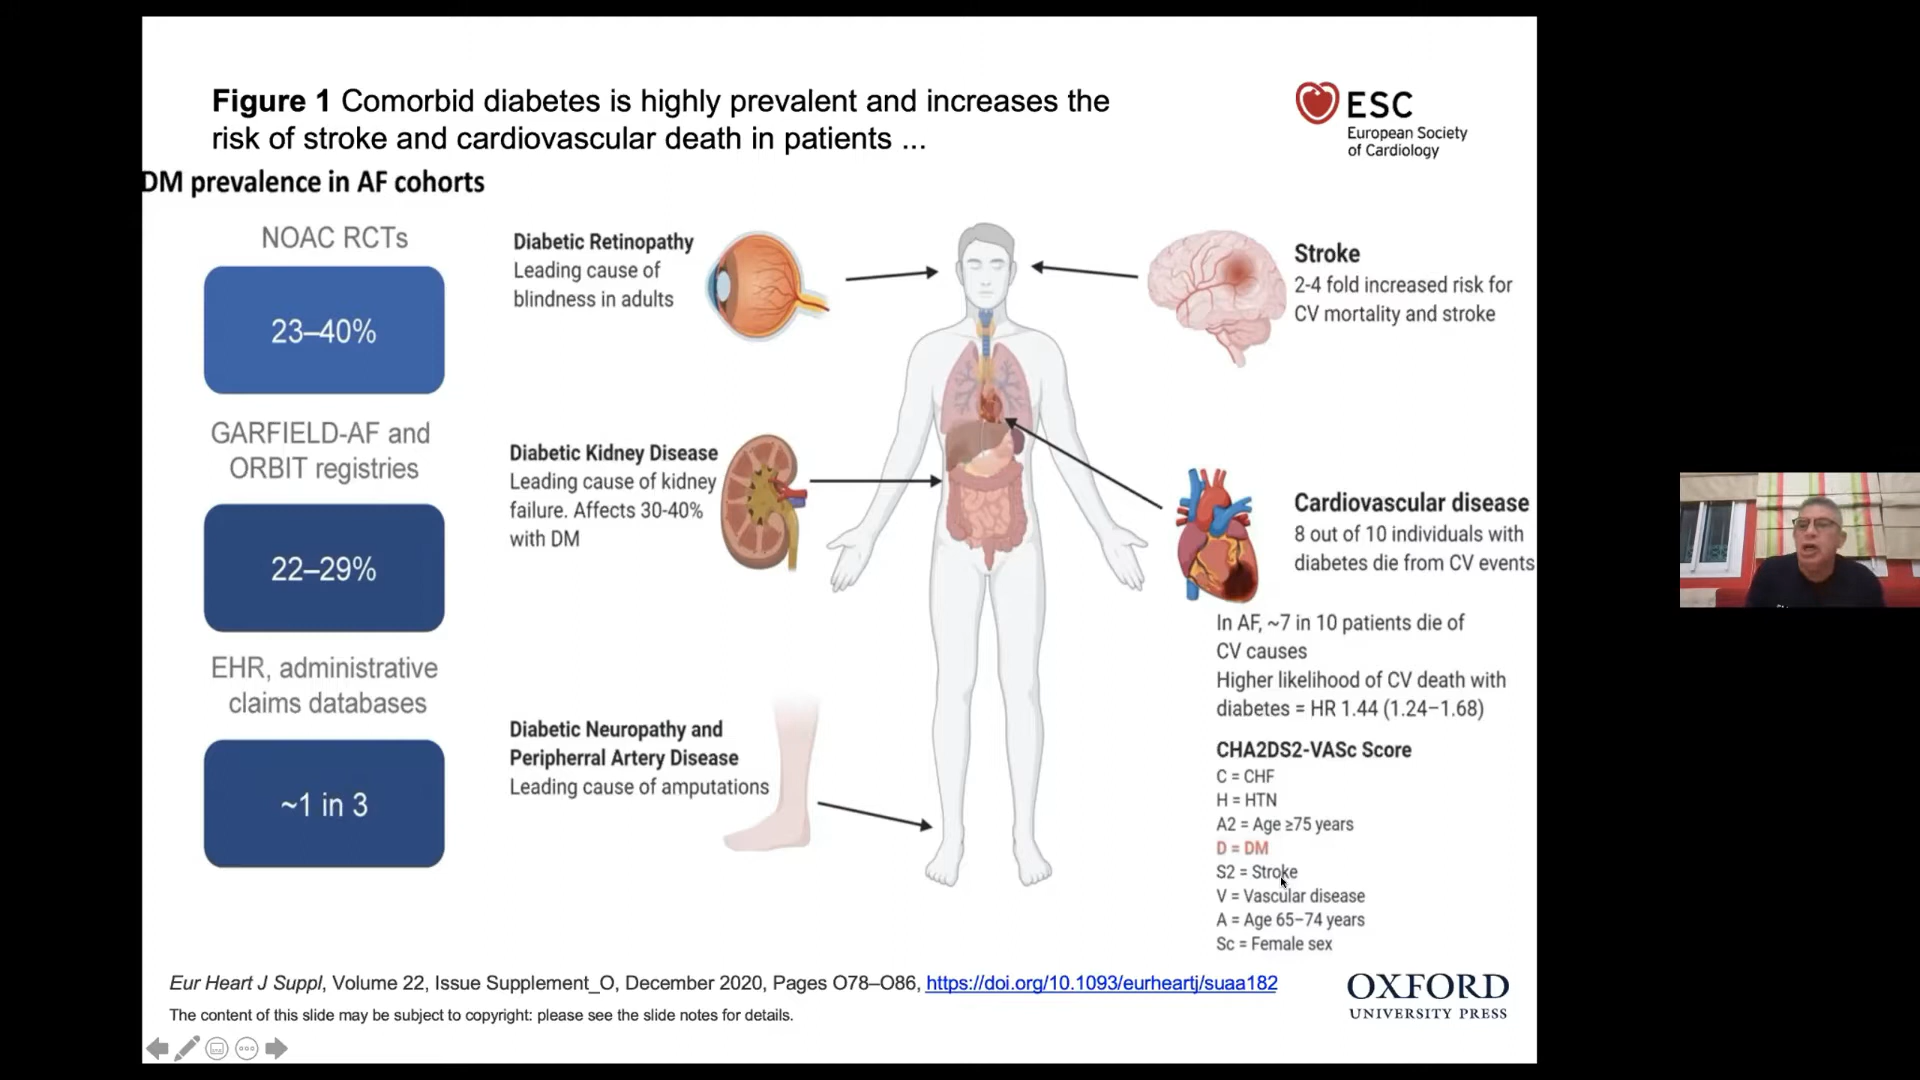 Figure 1 Comorbid diabetes is highly prevalent and increases the
risk of stroke and cardiovascular death in patients ...
ESC
European Society
of Cardiology
DM prevalence in AF cohorts
NOAC RCTs
23–40%
GARFIELD-AF and
ORBIT registries
22–29%
EHR, administrative
claims databases
~1 in 3
Diabetic Retinopathy
Leading cause of
blindness in adults
Diabetic Kidney Disease
Leading cause of kidney
failure. Affects 30-40%
with DM
Diabetic Neuropathy and
Peripherral Artery Disease
Leading cause of amputations
Stroke
2-4 fold increased risk for
CV mortality and stroke
Cardiovascular disease
8 out of 10 individuals with
diabetes die from CV events
In AF, ~7 in 10 patients die of
CV causes
Higher likelihood of CV death with
diabetes = HR 1.44 (1.24–1.68)
CHA2DS2-VASc Score
C = CHF
H = HTN
A2 = Age ≥75 years
D = DM
S2 = Stroke
V = Vascular disease
A = Age 65–74 years
Sc = Female sex
Eur Heart J Suppl, Volume 22, Issue Supplement_O, December 2020, Pages O78–O86, https://doi.org/10.1093/eurheartj/suaa182
The content of this slide may be subject to copyright: please see the slide notes for details.
OXFORD
UNIVERSITY PRESS